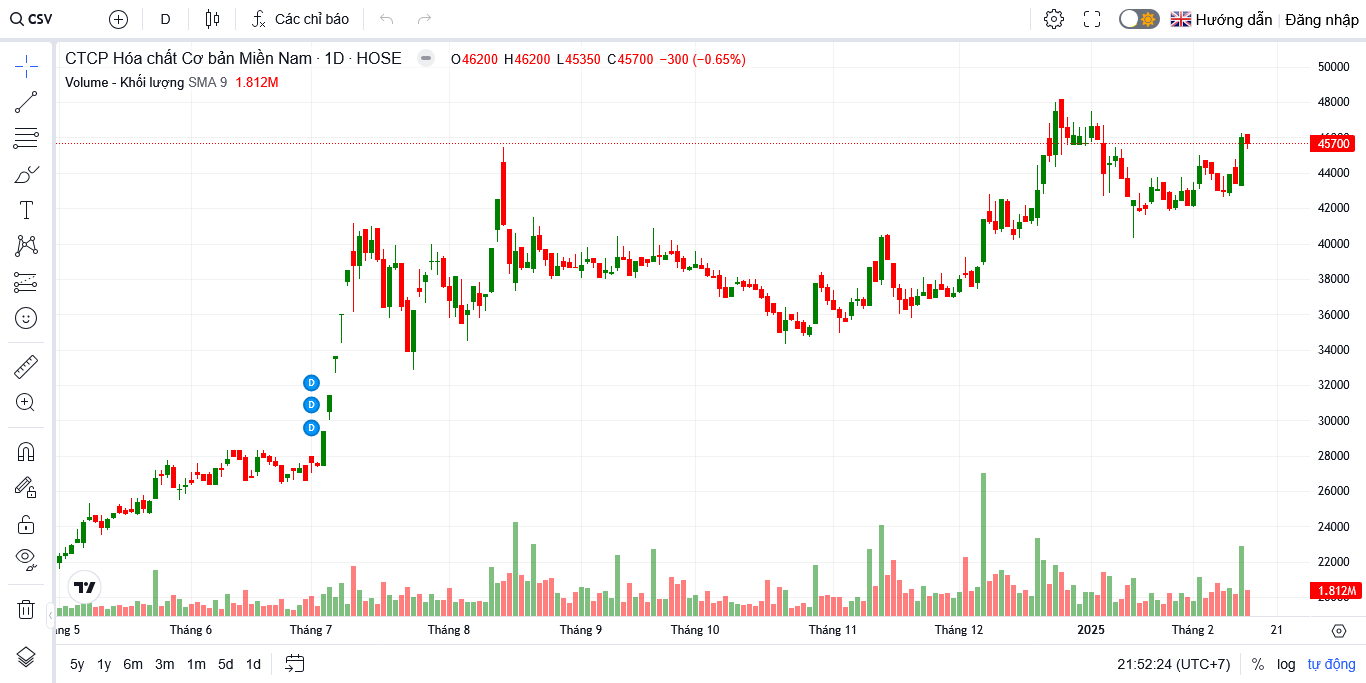 CSV D Các chỉ báo Hướng dẫn Đăng nhập
CTCP Hóa chất Cơ bản Miền Nam · 1D · HOSE O46200 H46200 L45350 C45700 −300 (−0.65%)
Volume - Khối lượng SMA 9 1.812M
50000
48000
45700
44000
42000
40000
38000
36000
34000
32000
30000
28000
26000
24000
22000
1.812M
D
D
D
ng 5 Tháng 6 Tháng 7 Tháng 8 Tháng 9 Tháng 10 Tháng 11 Tháng 12 2025 Tháng 2 21
5y 1y 6m 3m 1m 5d 1d 21:52:24 (UTC+7) % log tự động